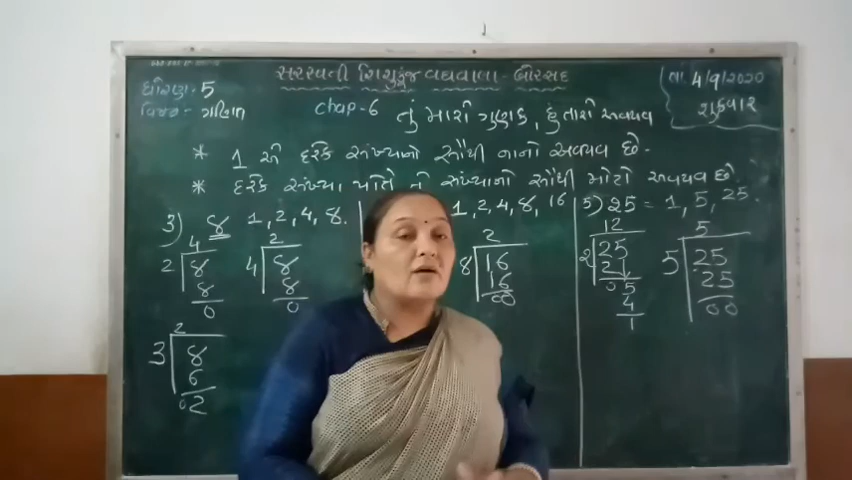 સરસ્વતી શિશુકુંજ વઘવાલા - બોરસદ
ધોરણ - 5
વિષય - ગણિત
તા. 4/9/2020
શુક્રવાર
chap-6 તું મારો ગુણક, હું તારો અવયવ
* 1 એ દરેક સંખ્યાનો સૌથી નાનો અવયવ છે.
* દરેક સંખ્યા પોતે તે સંખ્યાનો સૌથી મોટો અવયવ છે.
3) 8 1, 2, 4, 8.
1, 2, 4, 8, 16
5) 25 = 1, 5, 25.
4
2 8
8
0
2
4 8
8
0
2
3 8
6
02
2
8 16
16
00
12
2 25
2
05
4
1
5
5 25
25
00